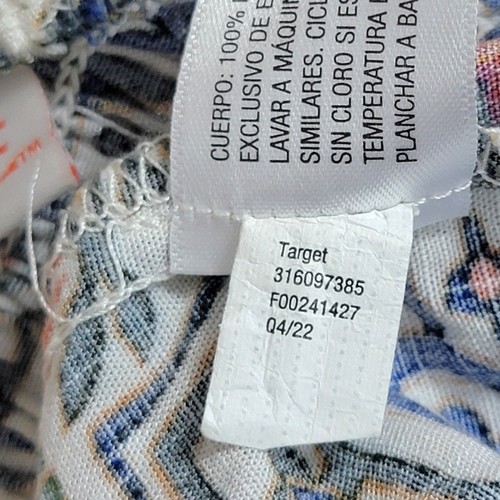 CUERPO: 100%
EXCLUSIVO DE
LAVAR A MÁQUIN
SIMILARES. CICL
SIN CLORO SI ES
TEMPERATURA
PLANCHAR A BA
Target
316097385
F00241427
Q4/22